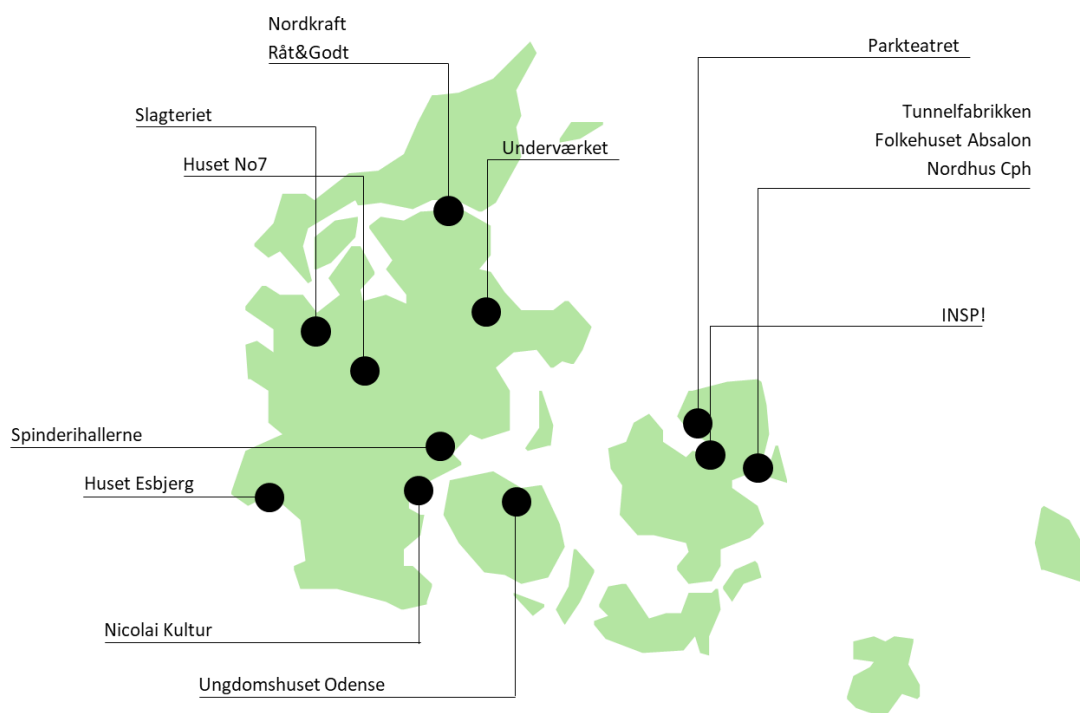 Nordkraft
Råt&Godt
Parkteatret
Slagteriet
Tunnelfabrikken
Folkehuset Absalon
Nordhus Cph
Underværket
Huset No7
INSP!
Spinderihallerne
Huset Esbjerg
Nicolai Kultur
Ungdomshuset Odense